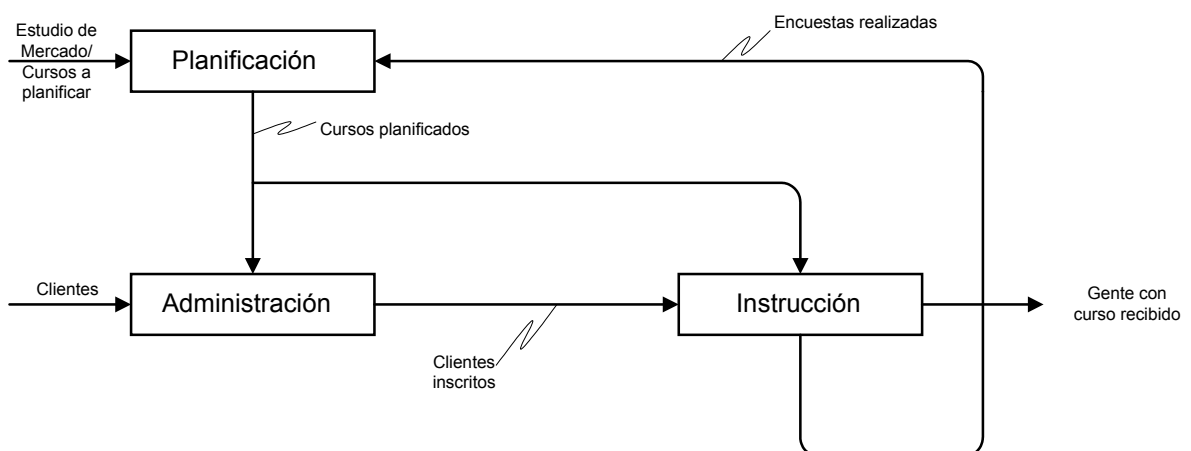 Estudio de
Mercado/
Cursos a
planificar
Planificación
Encuestas realizadas
Cursos planificados
Clientes
Administración
Instrucción
Gente con
curso recibido
Clientes
inscritos